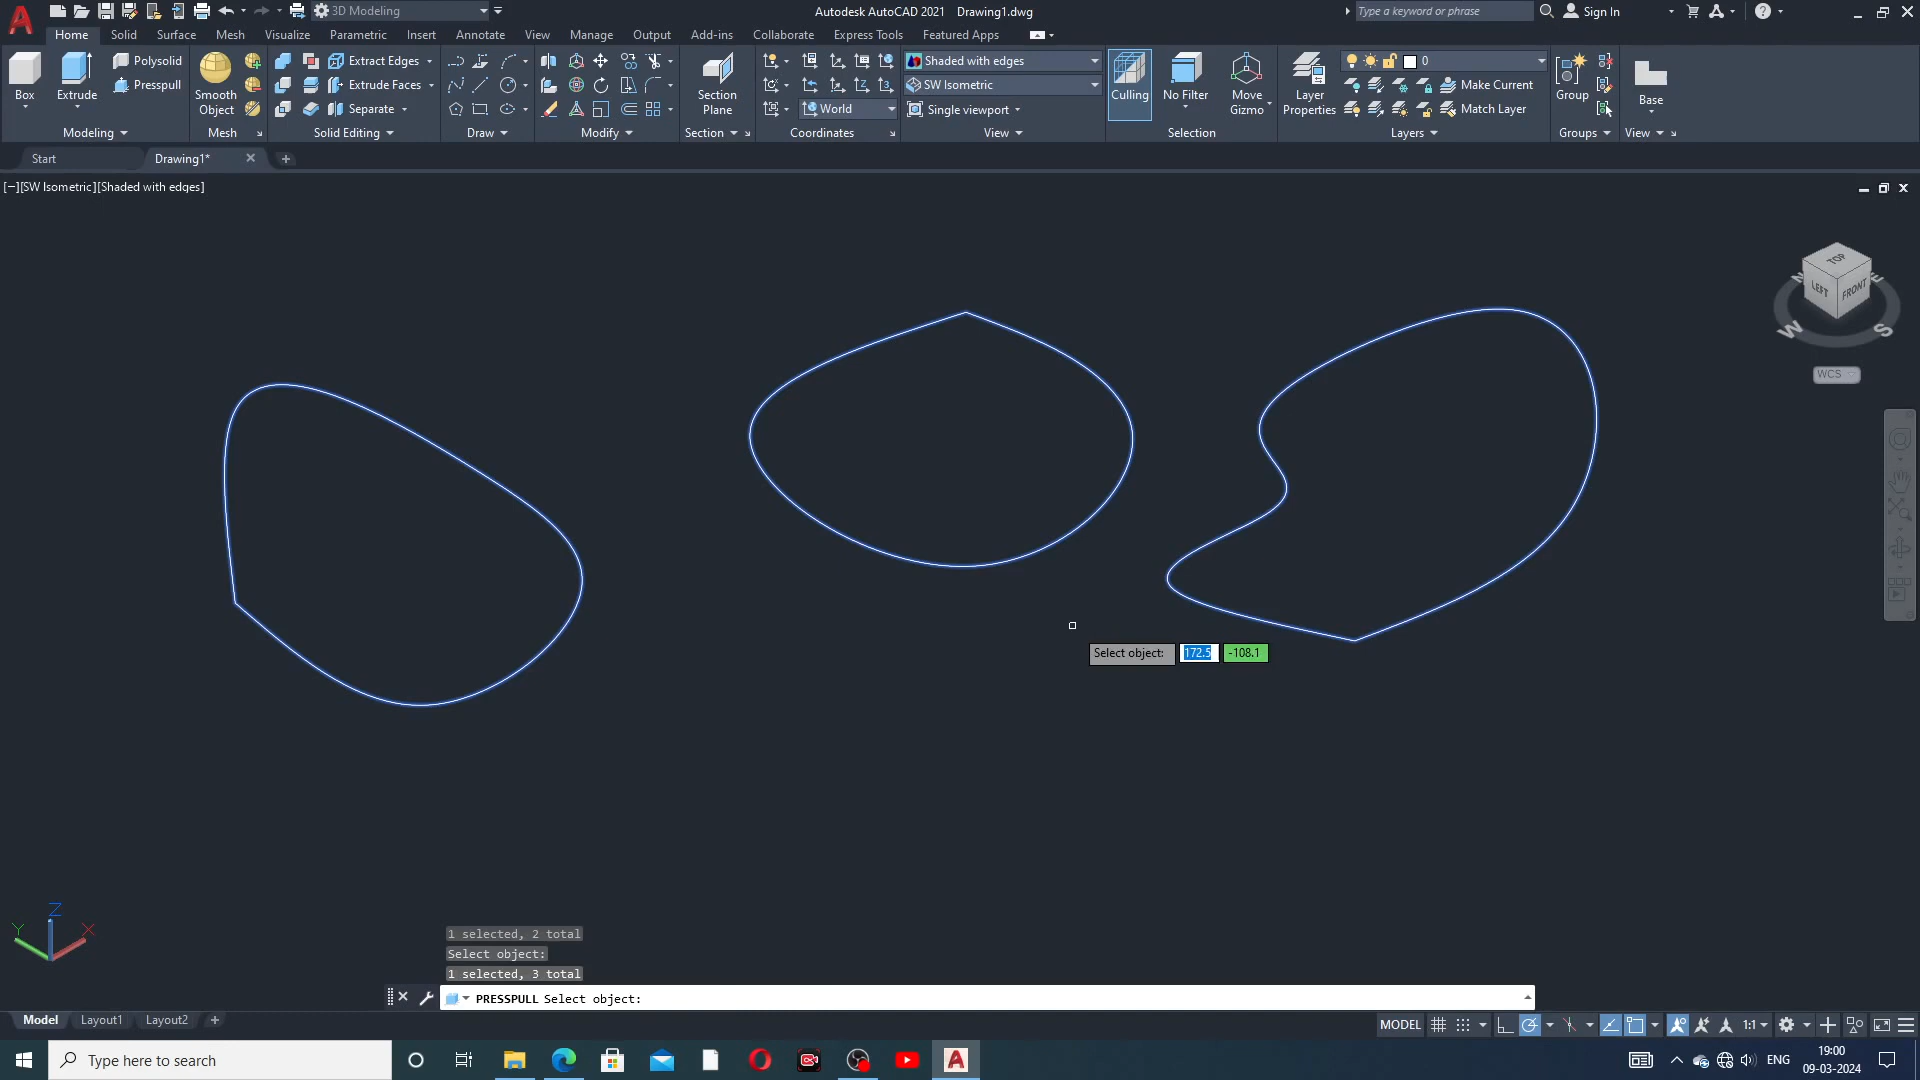 3D Modeling
Autodesk AutoCAD 2021 Drawing1.dwg
Type a keyword or phrase
Sign In
Home Solid Surface Mesh Visualize Parametric Insert Annotate View Manage Output Add-ins Collaborate Express Tools Featured Apps
Polysolid
Presspull
Box
Extrude
Smooth
Object
Extract Edges
Extrude Faces
Separate
Section
Plane
World
Shaded with edges
SW Isometric
Single viewport
Culling
No Filter
Move
Gizmo
Layer
Properties
0
Make Current
Match Layer
Group
Base
Modeling Mesh Solid Editing Draw Modify Section Coordinates View Selection Layers Groups View
Start Drawing1*
[−][SW Isometric][Shaded with edges]
TOP
LEFT
FRONT
N
E
W
S
WCS
Select object: 172.5 -108.1
Z
Y
X
1 selected, 2 total
Select object:
1 selected, 3 total
PRESSPULL Select object:
Model Layout1 Layout2
MODEL
1:1
Type here to search
ENG
19:00
09-03-2024